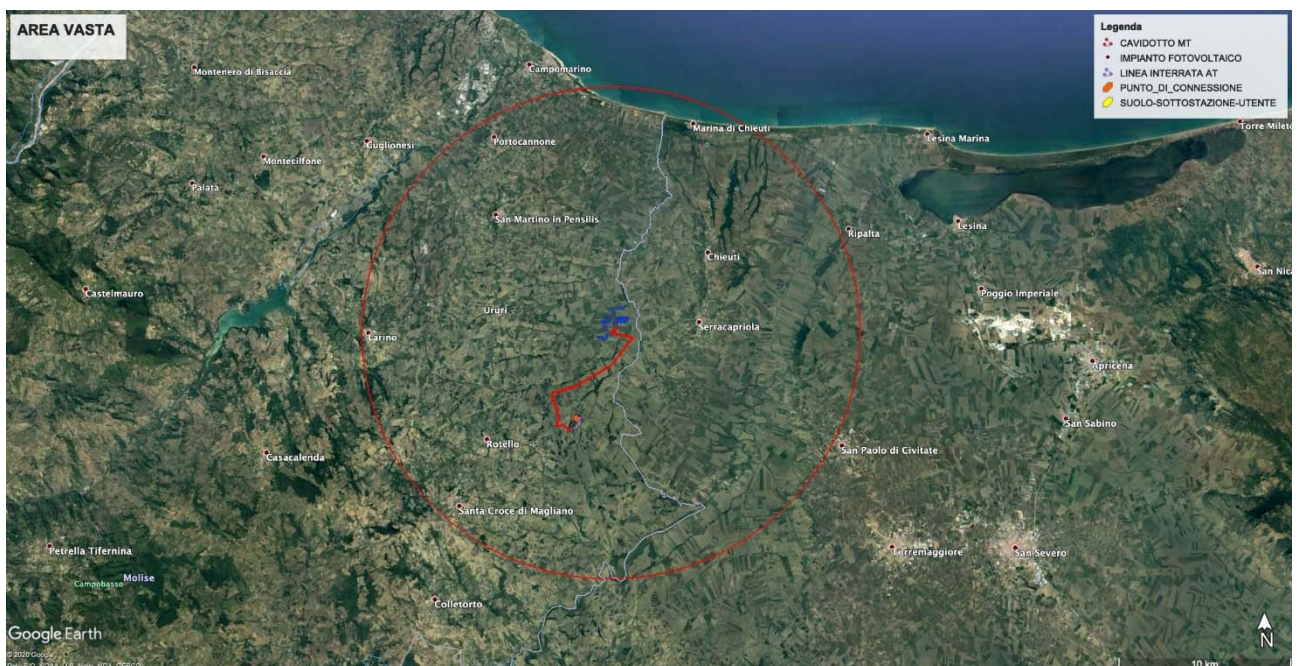 AREA VASTA
Legenda
CAVIDOTTO MT
IMPIANTO FOTOVOLTAICO
LINEA INTERRATA AT
PUNTO_DI_CONNESSIONE
SUOLO-SOTTOSTAZIONE-UTENTE
Montenero di Bisaccia
Campomarino
Torre Mileto
Marina di Chieuti
Lesina Marina
Portocannone
Guglionesi
Montecilfone
Palata
San Martino in Pensilis
Lesina
Ripalta
Chieuti
San Nica
Castelmauro
Poggio Imperiale
Ururi
Serracapriola
Larino
Apricena
San Sabino
Rotello
San Paolo di Civitate
Casacalenda
Santa Croce di Magliano
Petrella Tifernina
Torremaggiore
San Severo
Molise
Campobasso
Colletorto
Google Earth
N
© 2020 Google
10 km